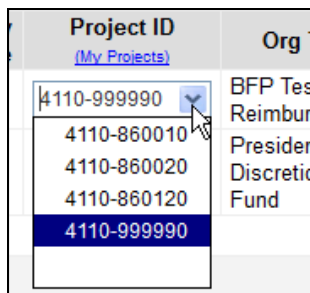 Project ID
(My Projects)
Org
4110-999990
4110-860010
4110-860020
4110-860120
4110-999990
BFP Tes
Reimbur
Presider
Discretio
Fund